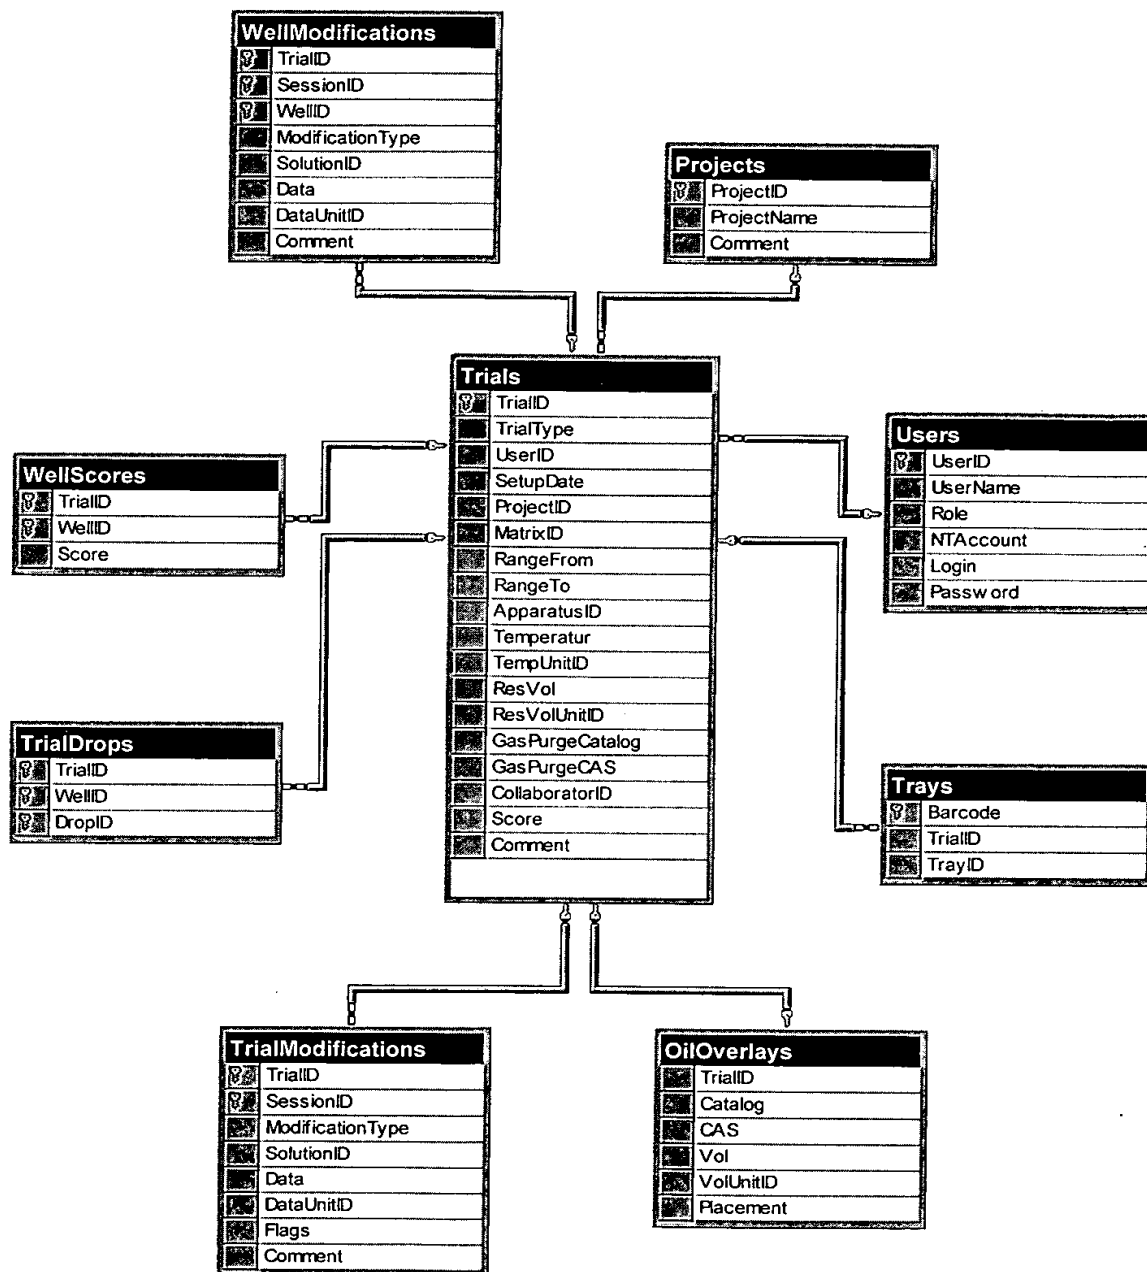 WellModifications
TrialID
SessionID
WellID
ModificationType
SolutionID
Data
DataUnitID
Comment
Projects
ProjectID
ProjectName
Comment
Trials
TrialID
TrialType
UserID
SetupDate
ProjectID
MatrixID
RangeFrom
RangeTo
ApparatusID
Temperatur
TempUnitID
ResVol
ResVolUnitID
GasPurgeCatalog
GasPurgeCAS
CollaboratorID
Score
Comment
WellScores
TrialID
WellID
Score
Users
UserID
UserName
Role
NTAccount
Login
Password
TrialDrops
TrialID
WellID
DropID
Trays
Barcode
TrialID
TrayID
TrialModifications
TrialID
SessionID
ModificationType
SolutionID
Data
DataUnitID
Flags
Comment
OilOverlays
TrialID
Catalog
CAS
Vol
VolUnitID
Placement